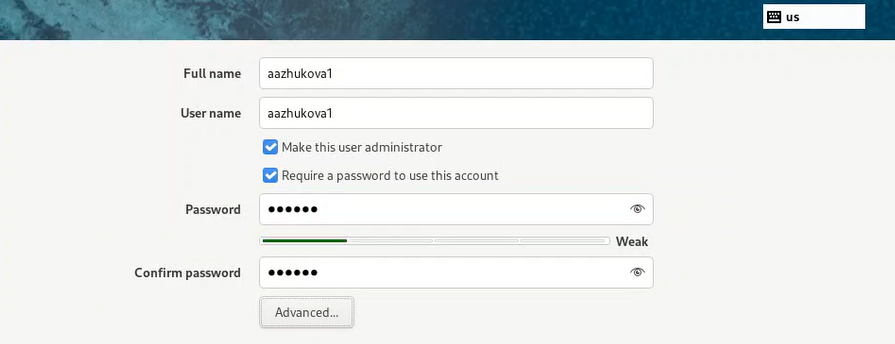 us
Full name
aazhukova1
User name
aazhukova1
Make this user administrator
Require a password to use this account
Password
●●●●●●
Weak
Confirm password
●●●●●●
Advanced...